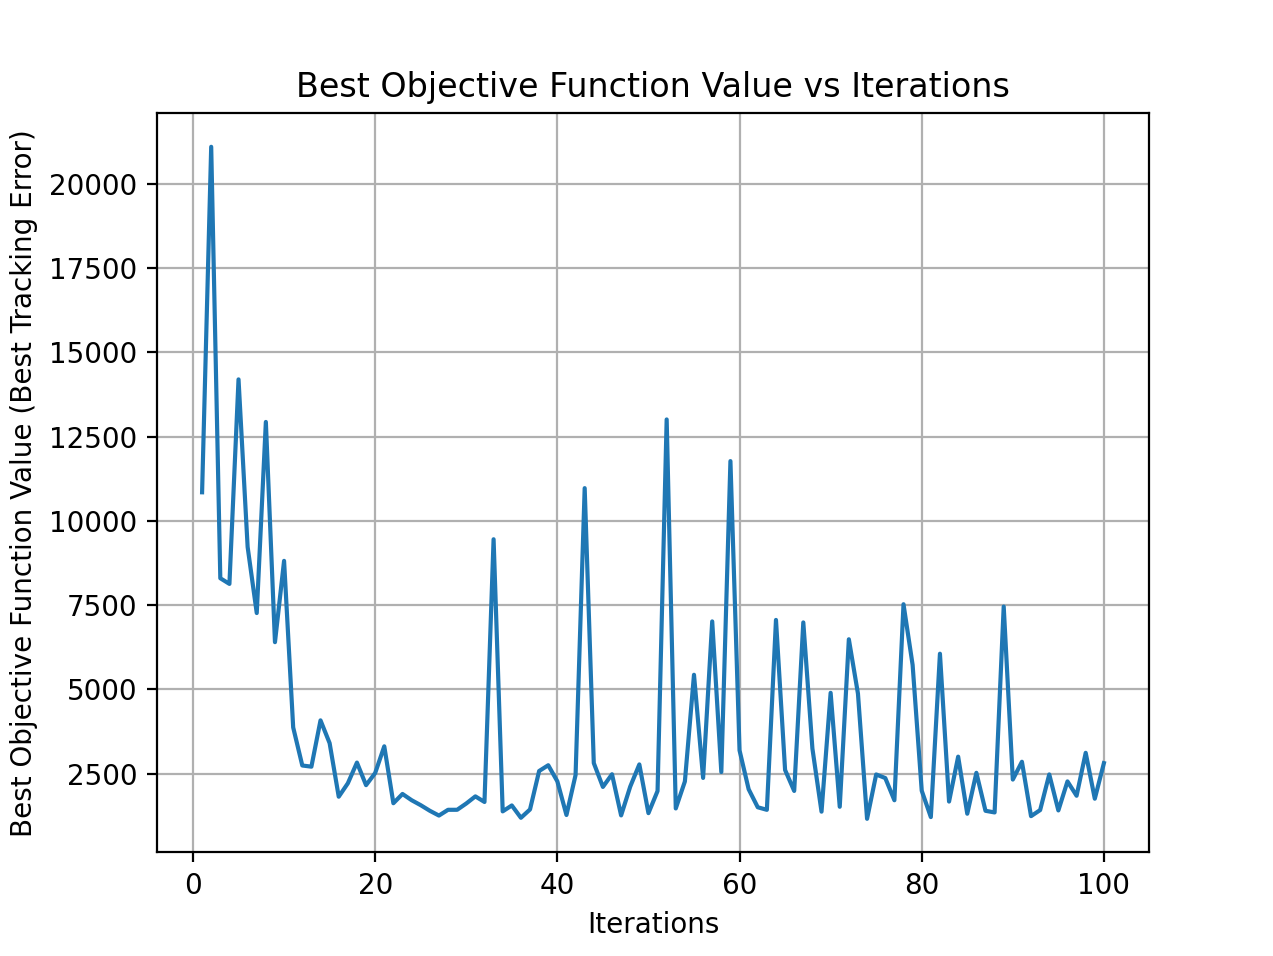 Best Objective Function Value vs Iterations
Best Objective Function Value (Best Tracking Error)
20000
17500
15000
12500
10000
7500
5000
2500
0 20 40 60 80 100
Iterations